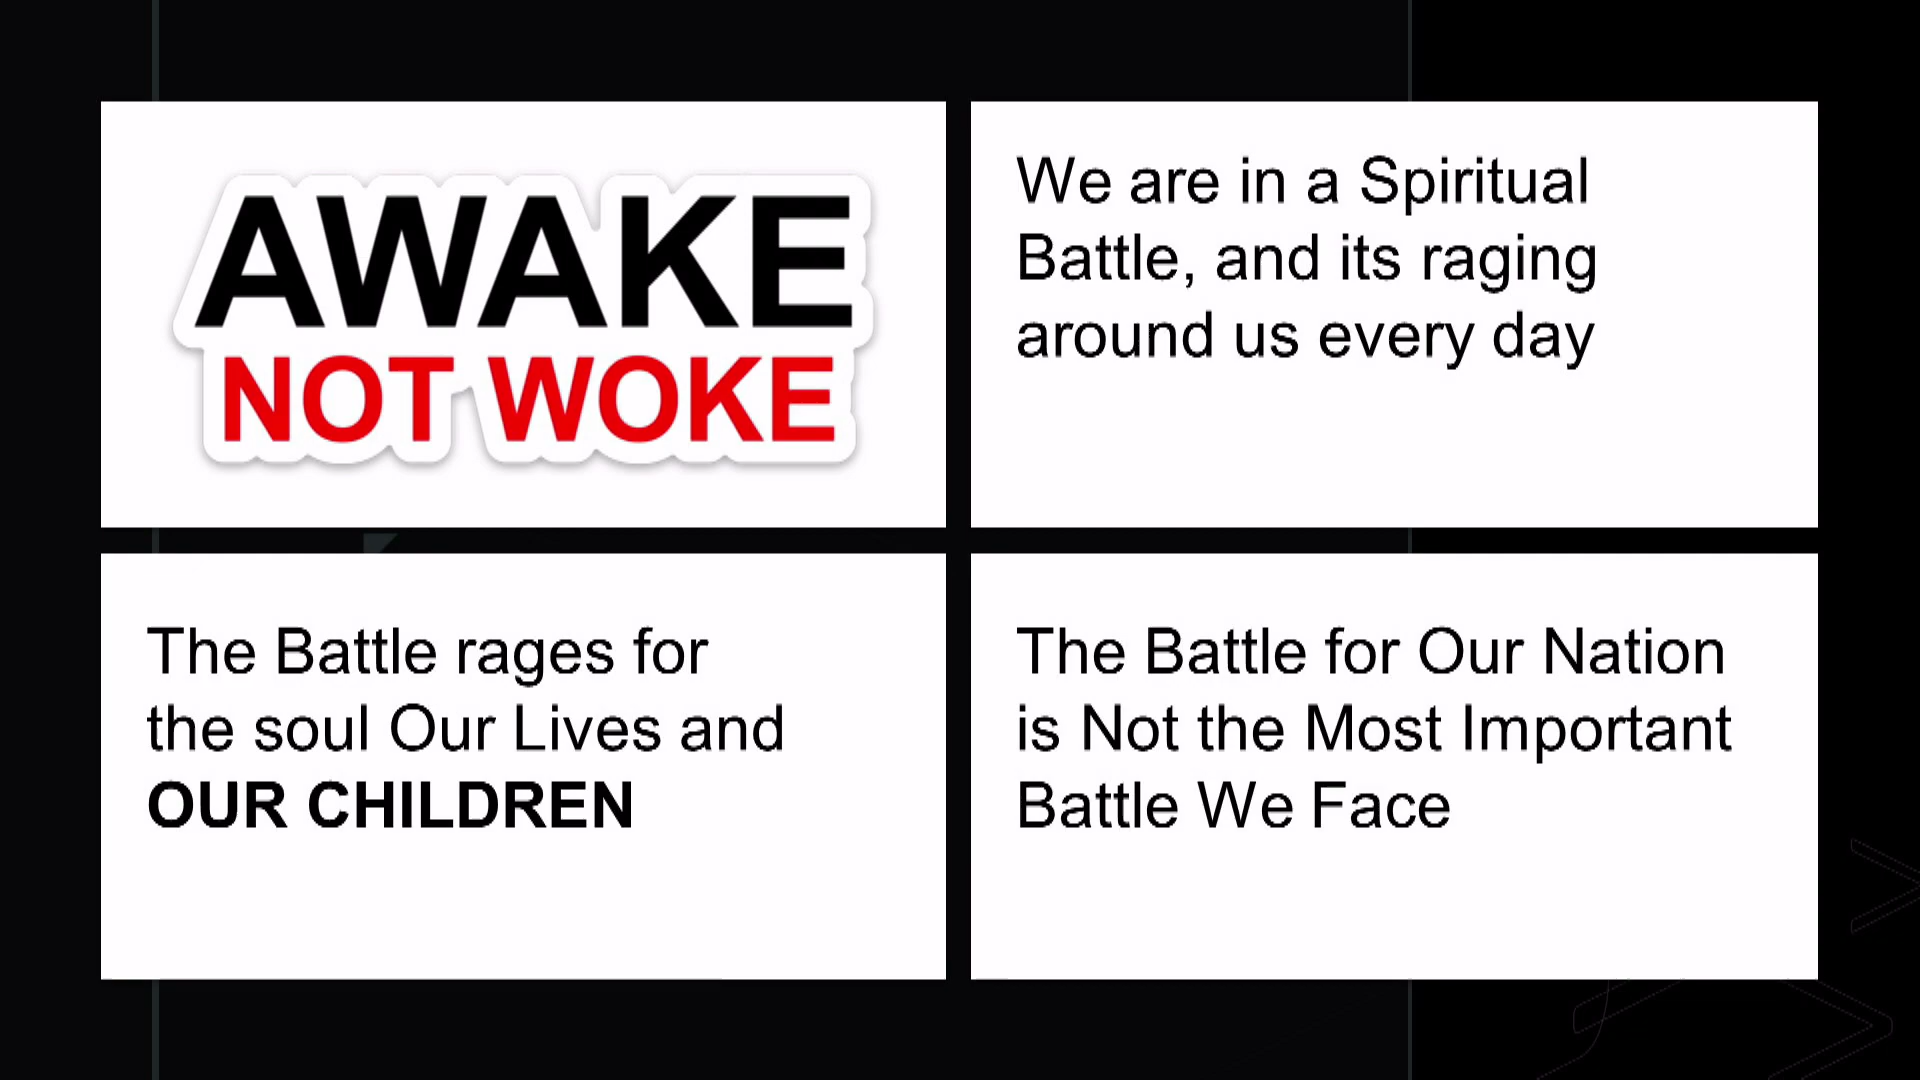 AWAKE
NOT WOKE
We are in a Spiritual
Battle, and its raging
around us every day
The Battle rages for
the soul Our Lives and
OUR CHILDREN
The Battle for Our Nation
is Not the Most Important
Battle We Face